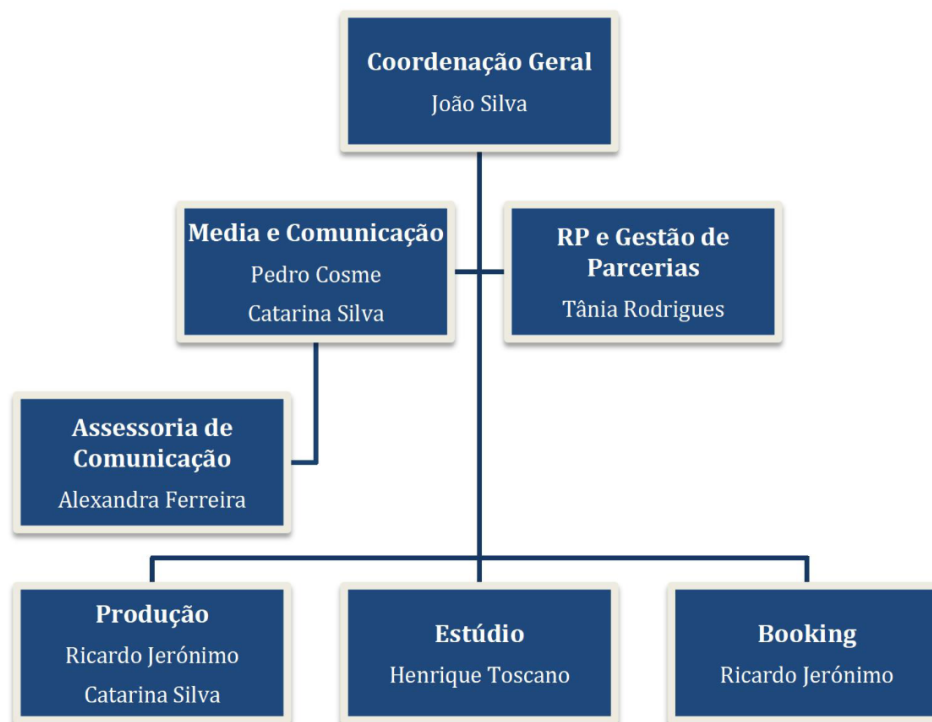 Coordenação Geral
João Silva
Media e Comunicação
Pedro Cosme
Catarina Silva
RP e Gestão de
Parcerias
Tânia Rodrigues
Assessoria de
Comunicação
Alexandra Ferreira
Produção
Ricardo Jerónimo
Catarina Silva
Estúdio
Henrique Toscano
Booking
Ricardo Jerónimo